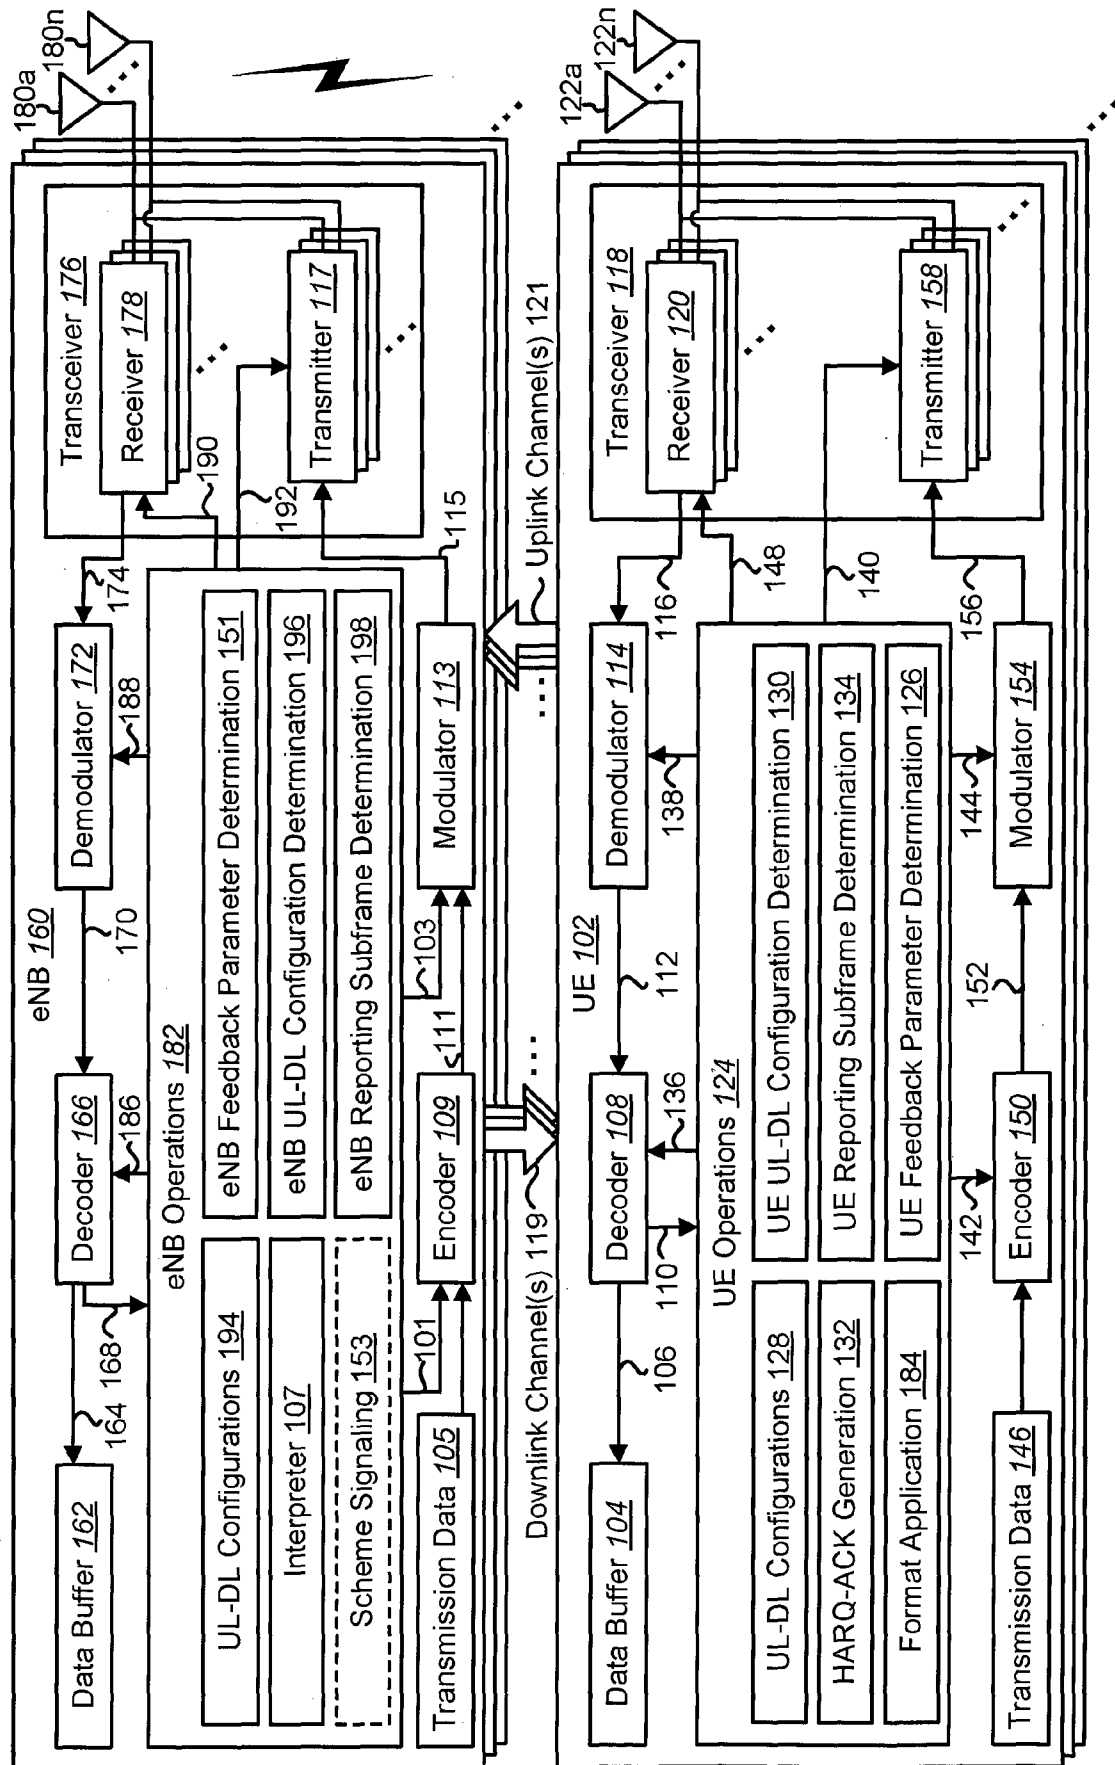 eNB 160
180a
180n
Data Buffer 162
164
168
Decoder 166
186
170
Demodulator 172
188
174
Transceiver 176
Receiver 178
190
192
Transmitter 117
eNB Operations 182
UL-DL Configurations 194
eNB Feedback Parameter Determination 151
Interpreter 107
eNB UL-DL Configuration Determination 196
Scheme Signaling 153
eNB Reporting Subframe Determination 198
101
103
Transmission Data 105
Encoder 109
111
Modulator 113
115
Downlink Channel(s) 119
Uplink Channel(s) 121
UE 102
122a
122n
Data Buffer 104
106
Decoder 108
110
136
112
Demodulator 114
138
116
Transceiver 118
Receiver 120
148
140
Transmitter 158
UE Operations 124
UL-DL Configurations 128
UE UL-DL Configuration Determination 130
HARQ-ACK Generation 132
UE Reporting Subframe Determination 134
Format Application 184
UE Feedback Parameter Determination 126
142
144
Transmission Data 146
Encoder 150
152
Modulator 154
156